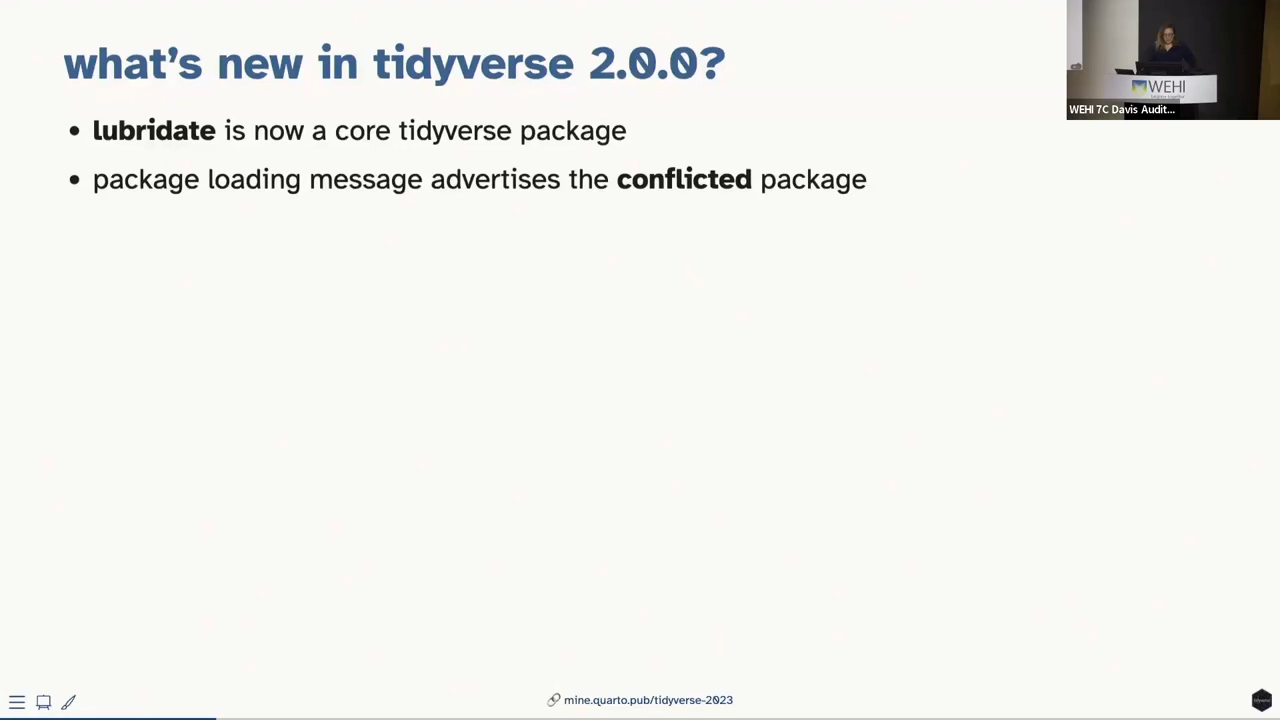 what's new in tidyverse 2.0.0?
WEHI
WEHI 7C Davis Audit...
• lubridate is now a core tidyverse package
• package loading message advertises the conflicted package
mine.quarto.pub/tidyverse-2023
tidyverse